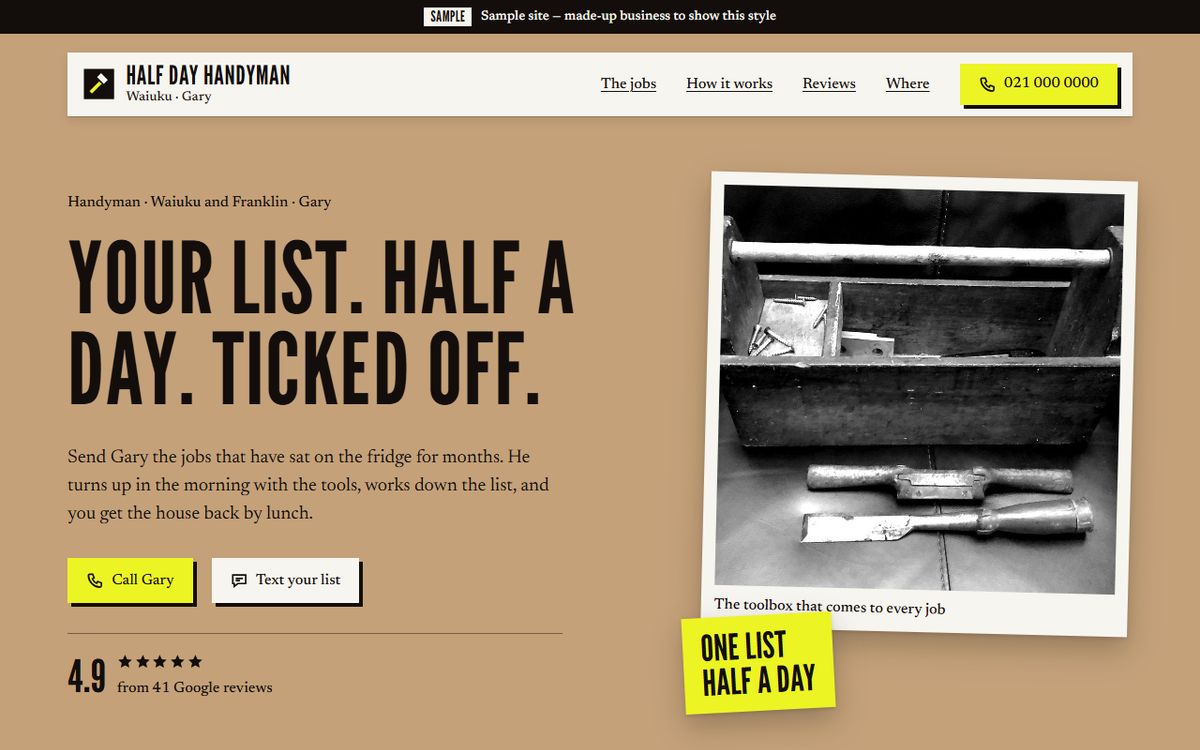 SAMPLE Sample site – made-up business to show this style
HALF DAY HANDYMAN
Waiuku · Gary
The jobs How it works Reviews Where 021 000 0000
Handyman · Waiuku and Franklin · Gary
YOUR LIST. HALF A
DAY. TICKED OFF.
Send Gary the jobs that have sat on the fridge for months. He
turns up in the morning with the tools, works down the list, and
you get the house back by lunch.
Call Gary Text your list
4.9
from 41 Google reviews
The toolbox that comes to every job
ONE LIST
HALF A DAY